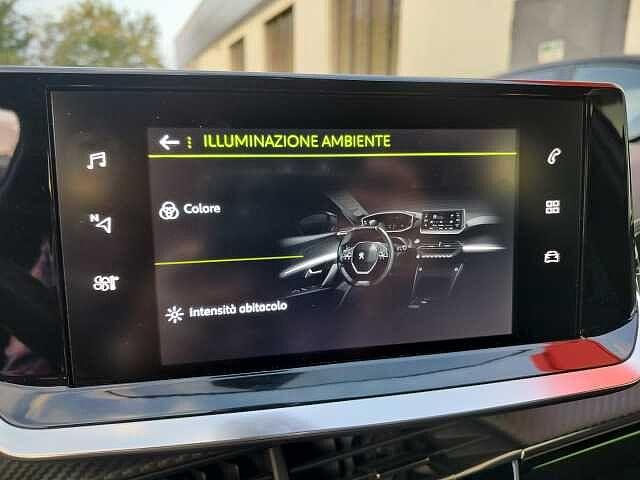 ILLUMINAZIONE AMBIENTE
N
Colore
Intensità abitacolo